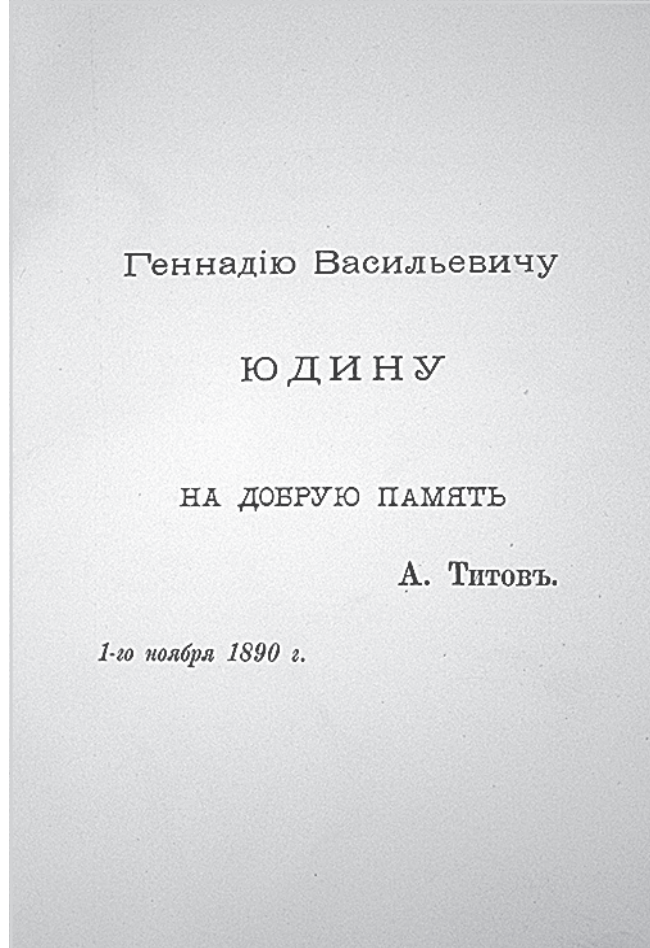 Геннадію Васильевичу
ЮДИНУ
НА ДОБРУЮ ПАМЯТЬ
А. Титовъ.
1-го ноября 1890 г.